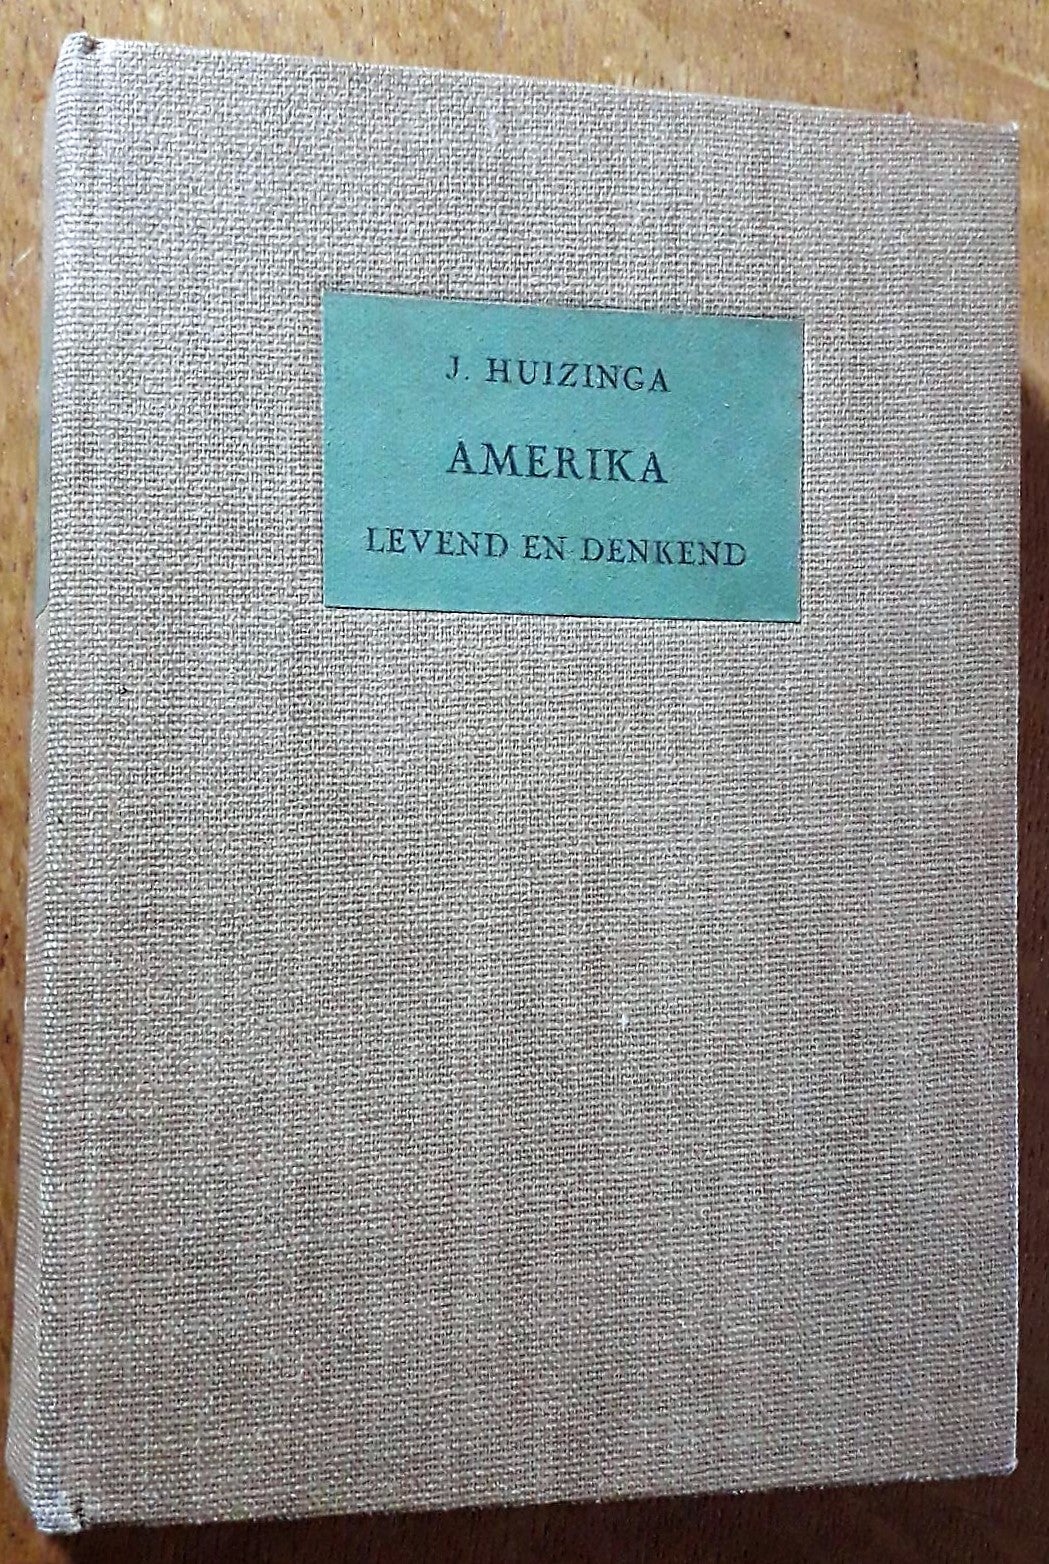 J. HUIZINGA
AMERIKA
LEVEND EN DENKEND